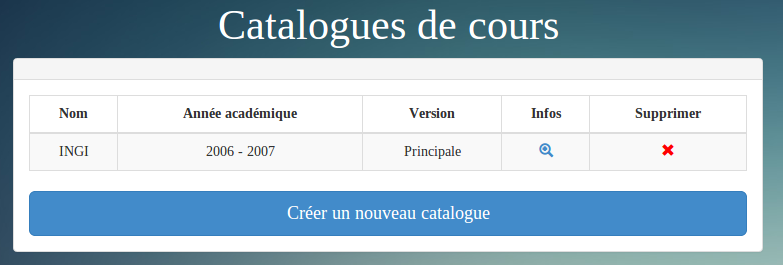 Catalogues de cours
Nom Année académique Version Infos Supprimer
INGI 2006 - 2007 Principale
Créer un nouveau catalogue